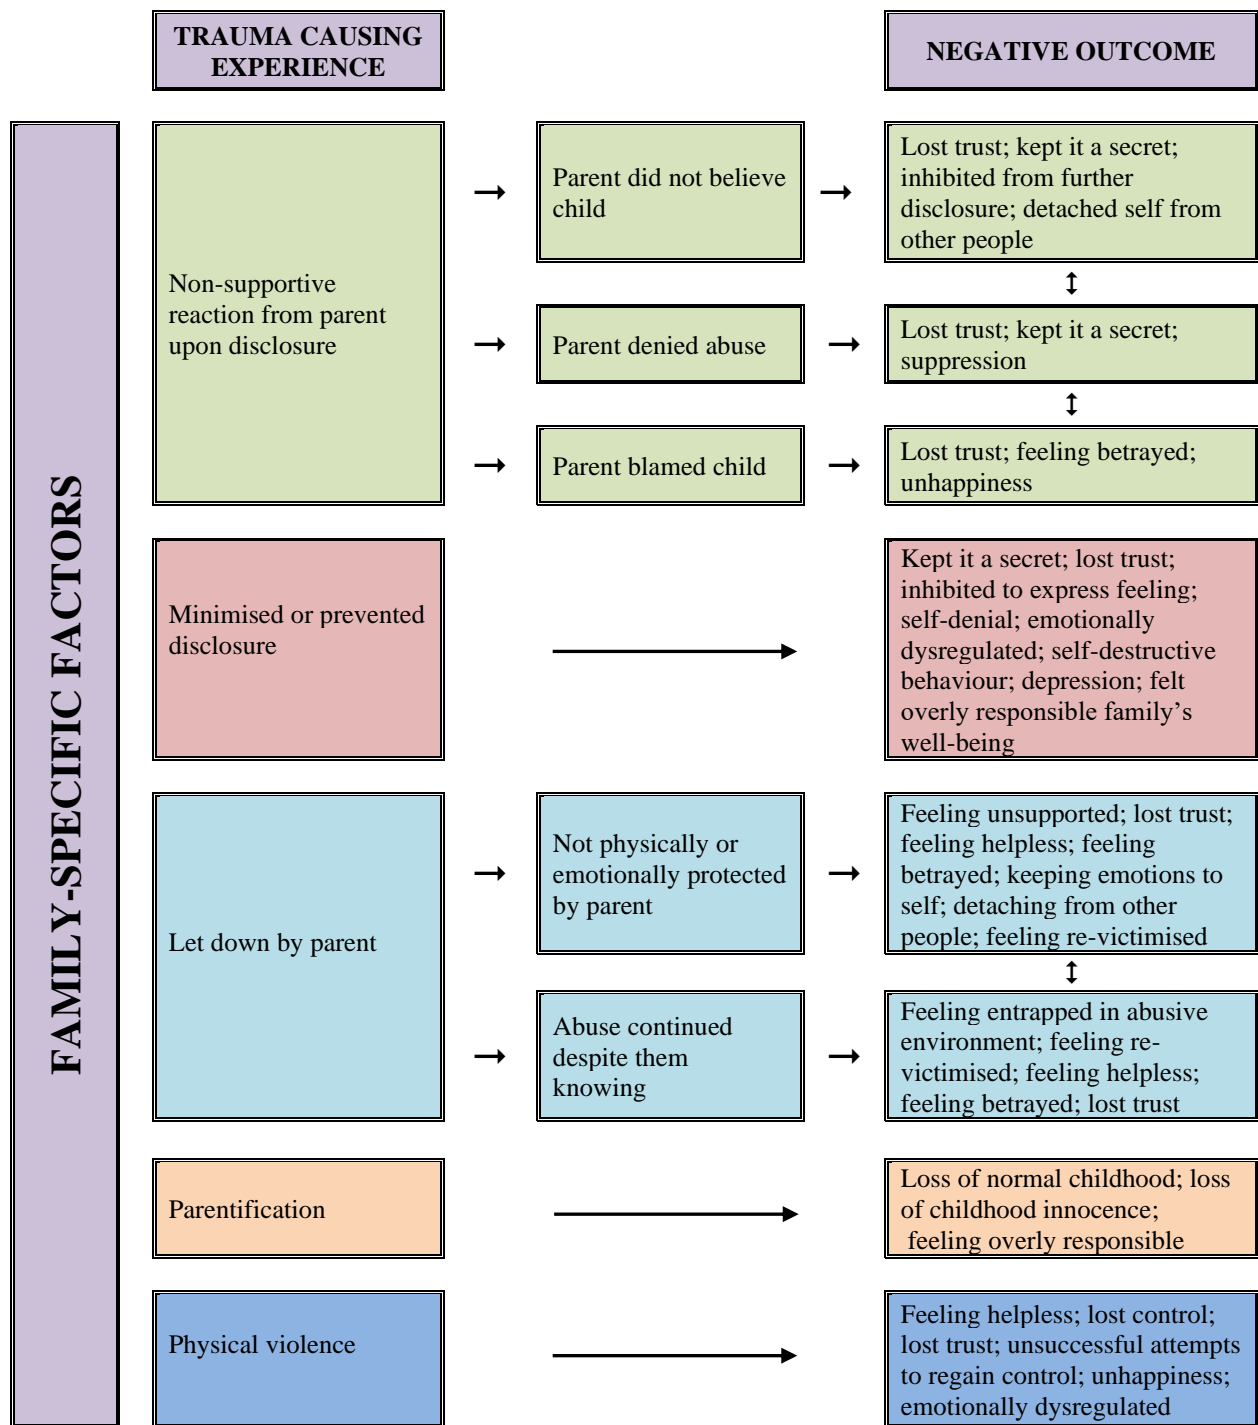 TRAUMA CAUSING
EXPERIENCE
NEGATIVE OUTCOME
FAMILY-SPECIFIC FACTORS
Non-supportive
reaction from parent
upon disclosure
Parent did not believe
child
Lost trust; kept it a secret;
inhibited from further
disclosure; detached self from
other people
Parent denied abuse
Lost trust; kept it a secret;
suppression
Parent blamed child
Lost trust; feeling betrayed;
unhappiness
Minimised or prevented
disclosure
Kept it a secret; lost trust;
inhibited to express feeling;
self-denial; emotionally
dysregulated; self-destructive
behaviour; depression; felt
overly responsible family’s
well-being
Let down by parent
Not physically or
emotionally protected
by parent
Feeling unsupported; lost trust;
feeling helpless; feeling
betrayed; keeping emotions to
self; detaching from other
people; feeling re-victimised
Abuse continued
despite them
knowing
Feeling entrapped in abusive
environment; feeling re-
victimised; feeling helpless;
feeling betrayed; lost trust
Parentification
Loss of normal childhood; loss
of childhood innocence;
feeling overly responsible
Physical violence
Feeling helpless; lost control;
lost trust; unsuccessful attempts
to regain control; unhappiness;
emotionally dysregulated